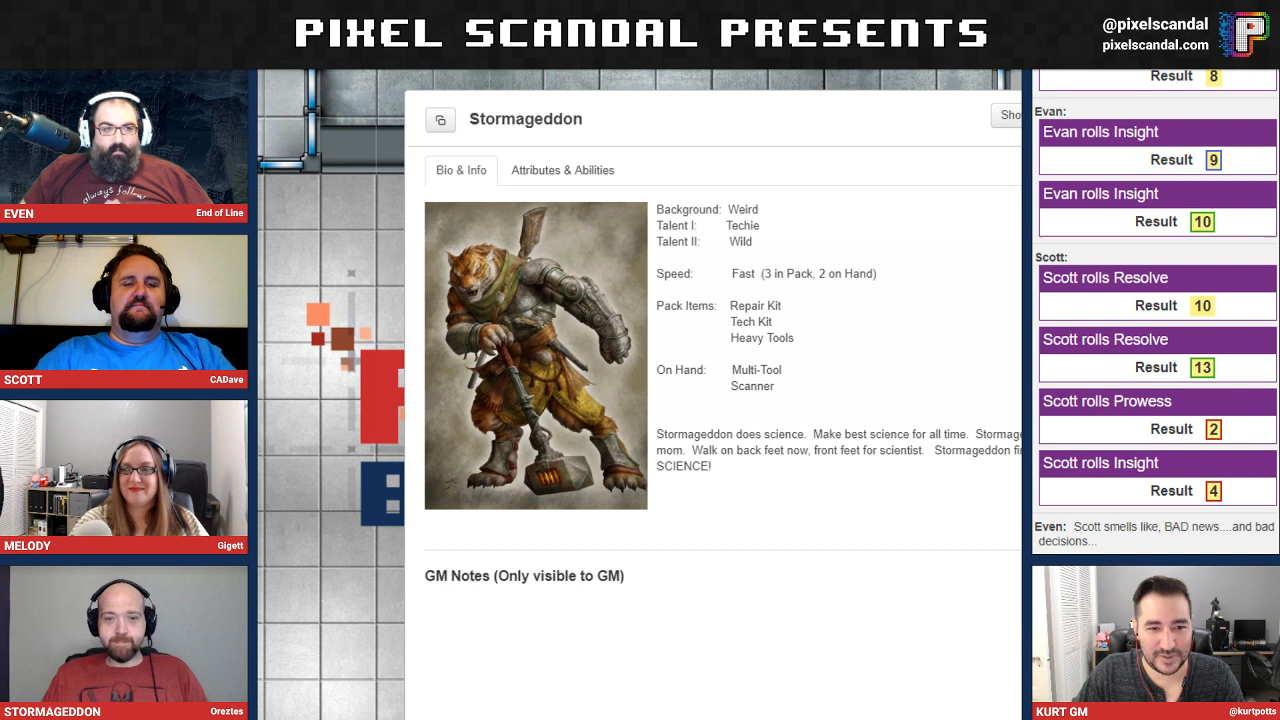 PIXEL SCANDAL PRESENTS
@pixelscandal
pixelscandal.com
P
always follow
EVEN End of Line
SCOTT CADave
MELODY Gigett
STORMAGEDDON Oreztes
Stormageddon
Sho
Bio & Info Attributes & Abilities
Background: Weird
Talent I: Techie
Talent II: Wild
Speed: Fast (3 in Pack, 2 on Hand)
Pack Items: Repair Kit
Tech Kit
Heavy Tools
On Hand: Multi-Tool
Scanner
Stormageddon does science. Make best science for all time. Stormag
mom. Walk on back feet now, front feet for scientist. Stormageddon fi
SCIENCE!
GM Notes (Only visible to GM)
Result 8
Evan:
Evan rolls Insight
Result 9
Evan rolls Insight
Result 10
Scott:
Scott rolls Resolve
Result 10
Scott rolls Resolve
Result 13
Scott rolls Prowess
Result 2
Scott rolls Insight
Result 4
Even: Scott smells like, BAD news....and bad
decisions...
KURT GM @kurtpotts